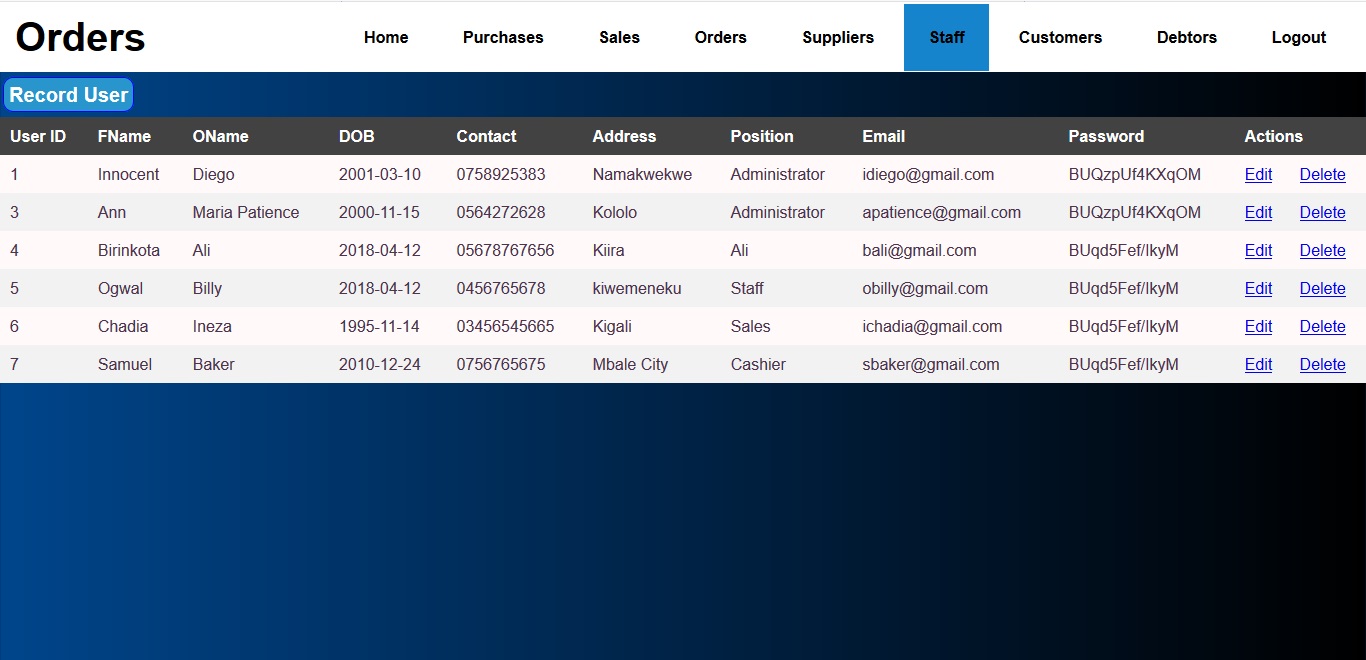 Orders Home Purchases Sales Orders Suppliers Staff Customers Debtors Logout
Record User
User ID FName OName DOB Contact Address Position Email Password Actions
1 Innocent Diego 2001-03-10 0758925383 Namakwekwe Administrator idiego@gmail.com BUQzpUf4KXqOM Edit Delete
3 Ann Maria Patience 2000-11-15 0564272628 Kololo Administrator apatience@gmail.com BUQzpUf4KXqOM Edit Delete
4 Birinkota Ali 2018-04-12 05678767656 Kiira Ali bali@gmail.com BUqd5Fef/IkyM Edit Delete
5 Ogwal Billy 2018-04-12 0456765678 kiwemeneku Staff obilly@gmail.com BUqd5Fef/IkyM Edit Delete
6 Chadia Ineza 1995-11-14 03456545665 Kigali Sales ichadia@gmail.com BUqd5Fef/IkyM Edit Delete
7 Samuel Baker 2010-12-24 0756765675 Mbale City Cashier sbaker@gmail.com BUqd5Fef/IkyM Edit Delete